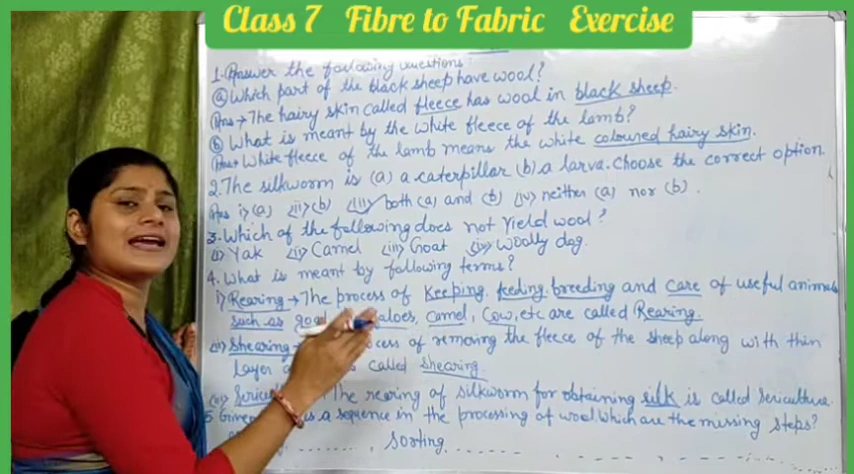 Class 7 Fibre to Fabric Exercise
1. Answer the following questions:
(a) Which part of the black sheep have wool?
Ans → The hairy skin called fleece has wool in black sheep.
(b) What is meant by the white fleece of the lamb?
Ans → White fleece of the lamb means the white coloured hairy skin.
2. The silkworm is (a) a caterpillar (b) a larva. Choose the correct option.
Ans i) (a) (ii) (b) (iii) both (a) and (b) (iv) neither (a) nor (b).
3. Which of the following does not yield wool?
(i) Yak (ii) Camel (iii) Goat (iv) Woolly dog.
4. What is meant by following terms?
i) Rearing → The process of keeping, feeding, breeding and care of useful animals
such as aloes, camel, Cow, etc are called Rearing.
Shearing of removing the fleece of the sheep along with thin
Layer called shearing.
The rearing of silkworm for obtaining silk is called sericulture.
5 is a sequence in the processing of wool. Which are the missing steps?
sorting